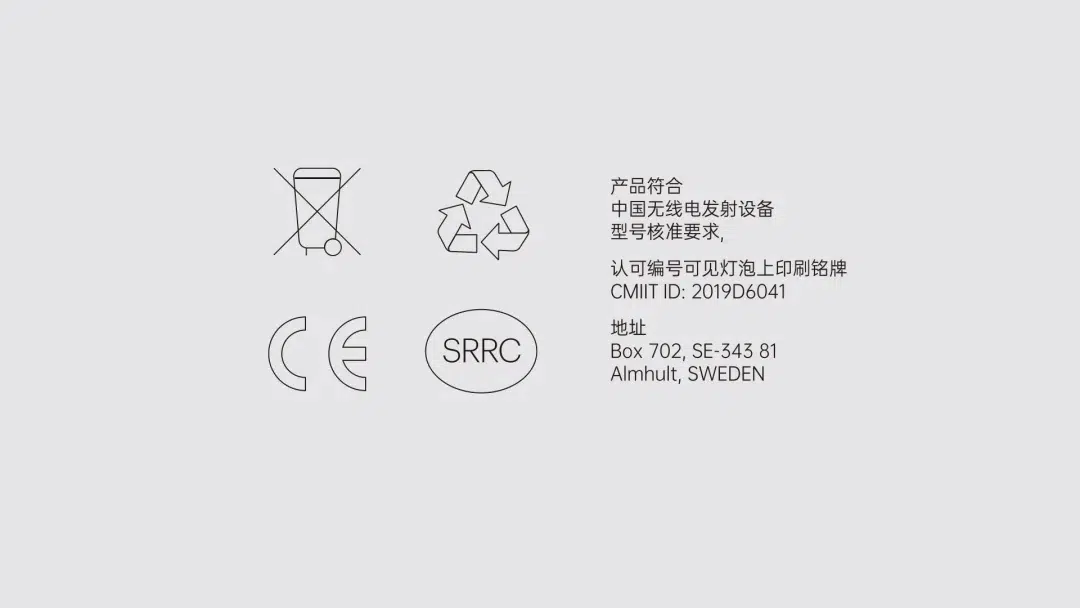 产品符合
中国无线电发射设备
型号核准要求,
认可编号可见灯泡上印刷铭牌
CMIIT ID: 2019D6041
地址
Box 702, SE-343 81
Almhult, SWEDEN
CE
SRRC